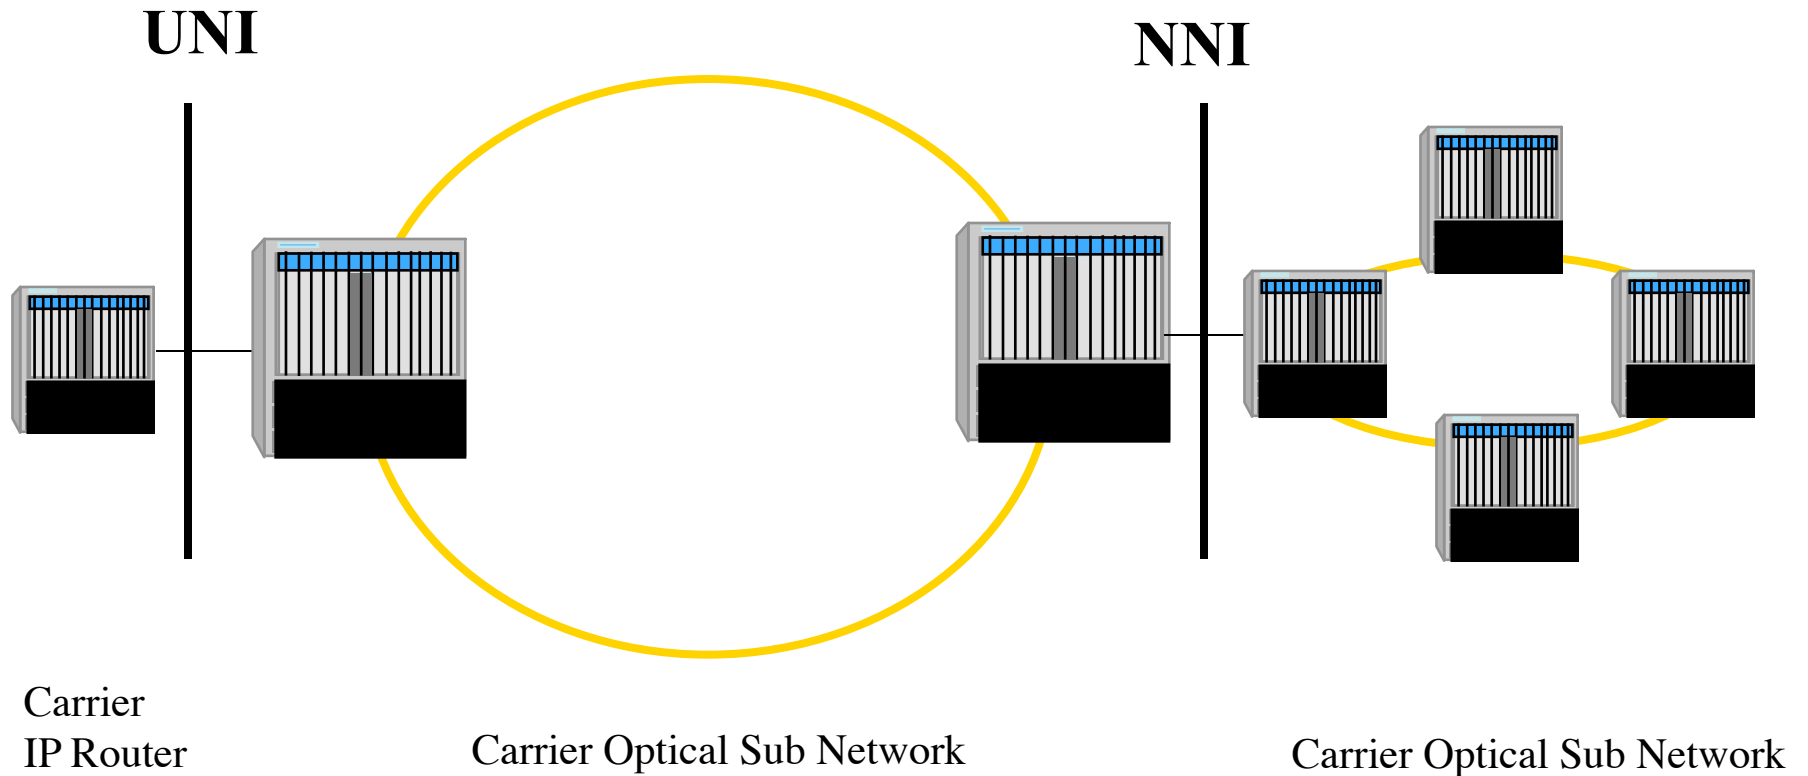 UNI
NNI
Carrier
IP Router
Carrier Optical Sub Network
Carrier Optical Sub Network